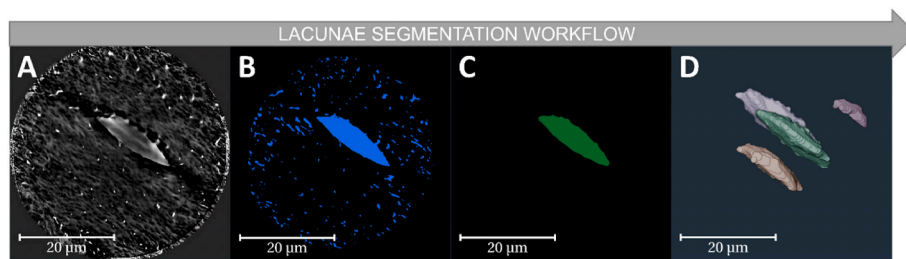 LACUNAE SEGMENTATION WORKFLOW
A
B
C
D
20 µm
20 µm
20 µm
20 µm